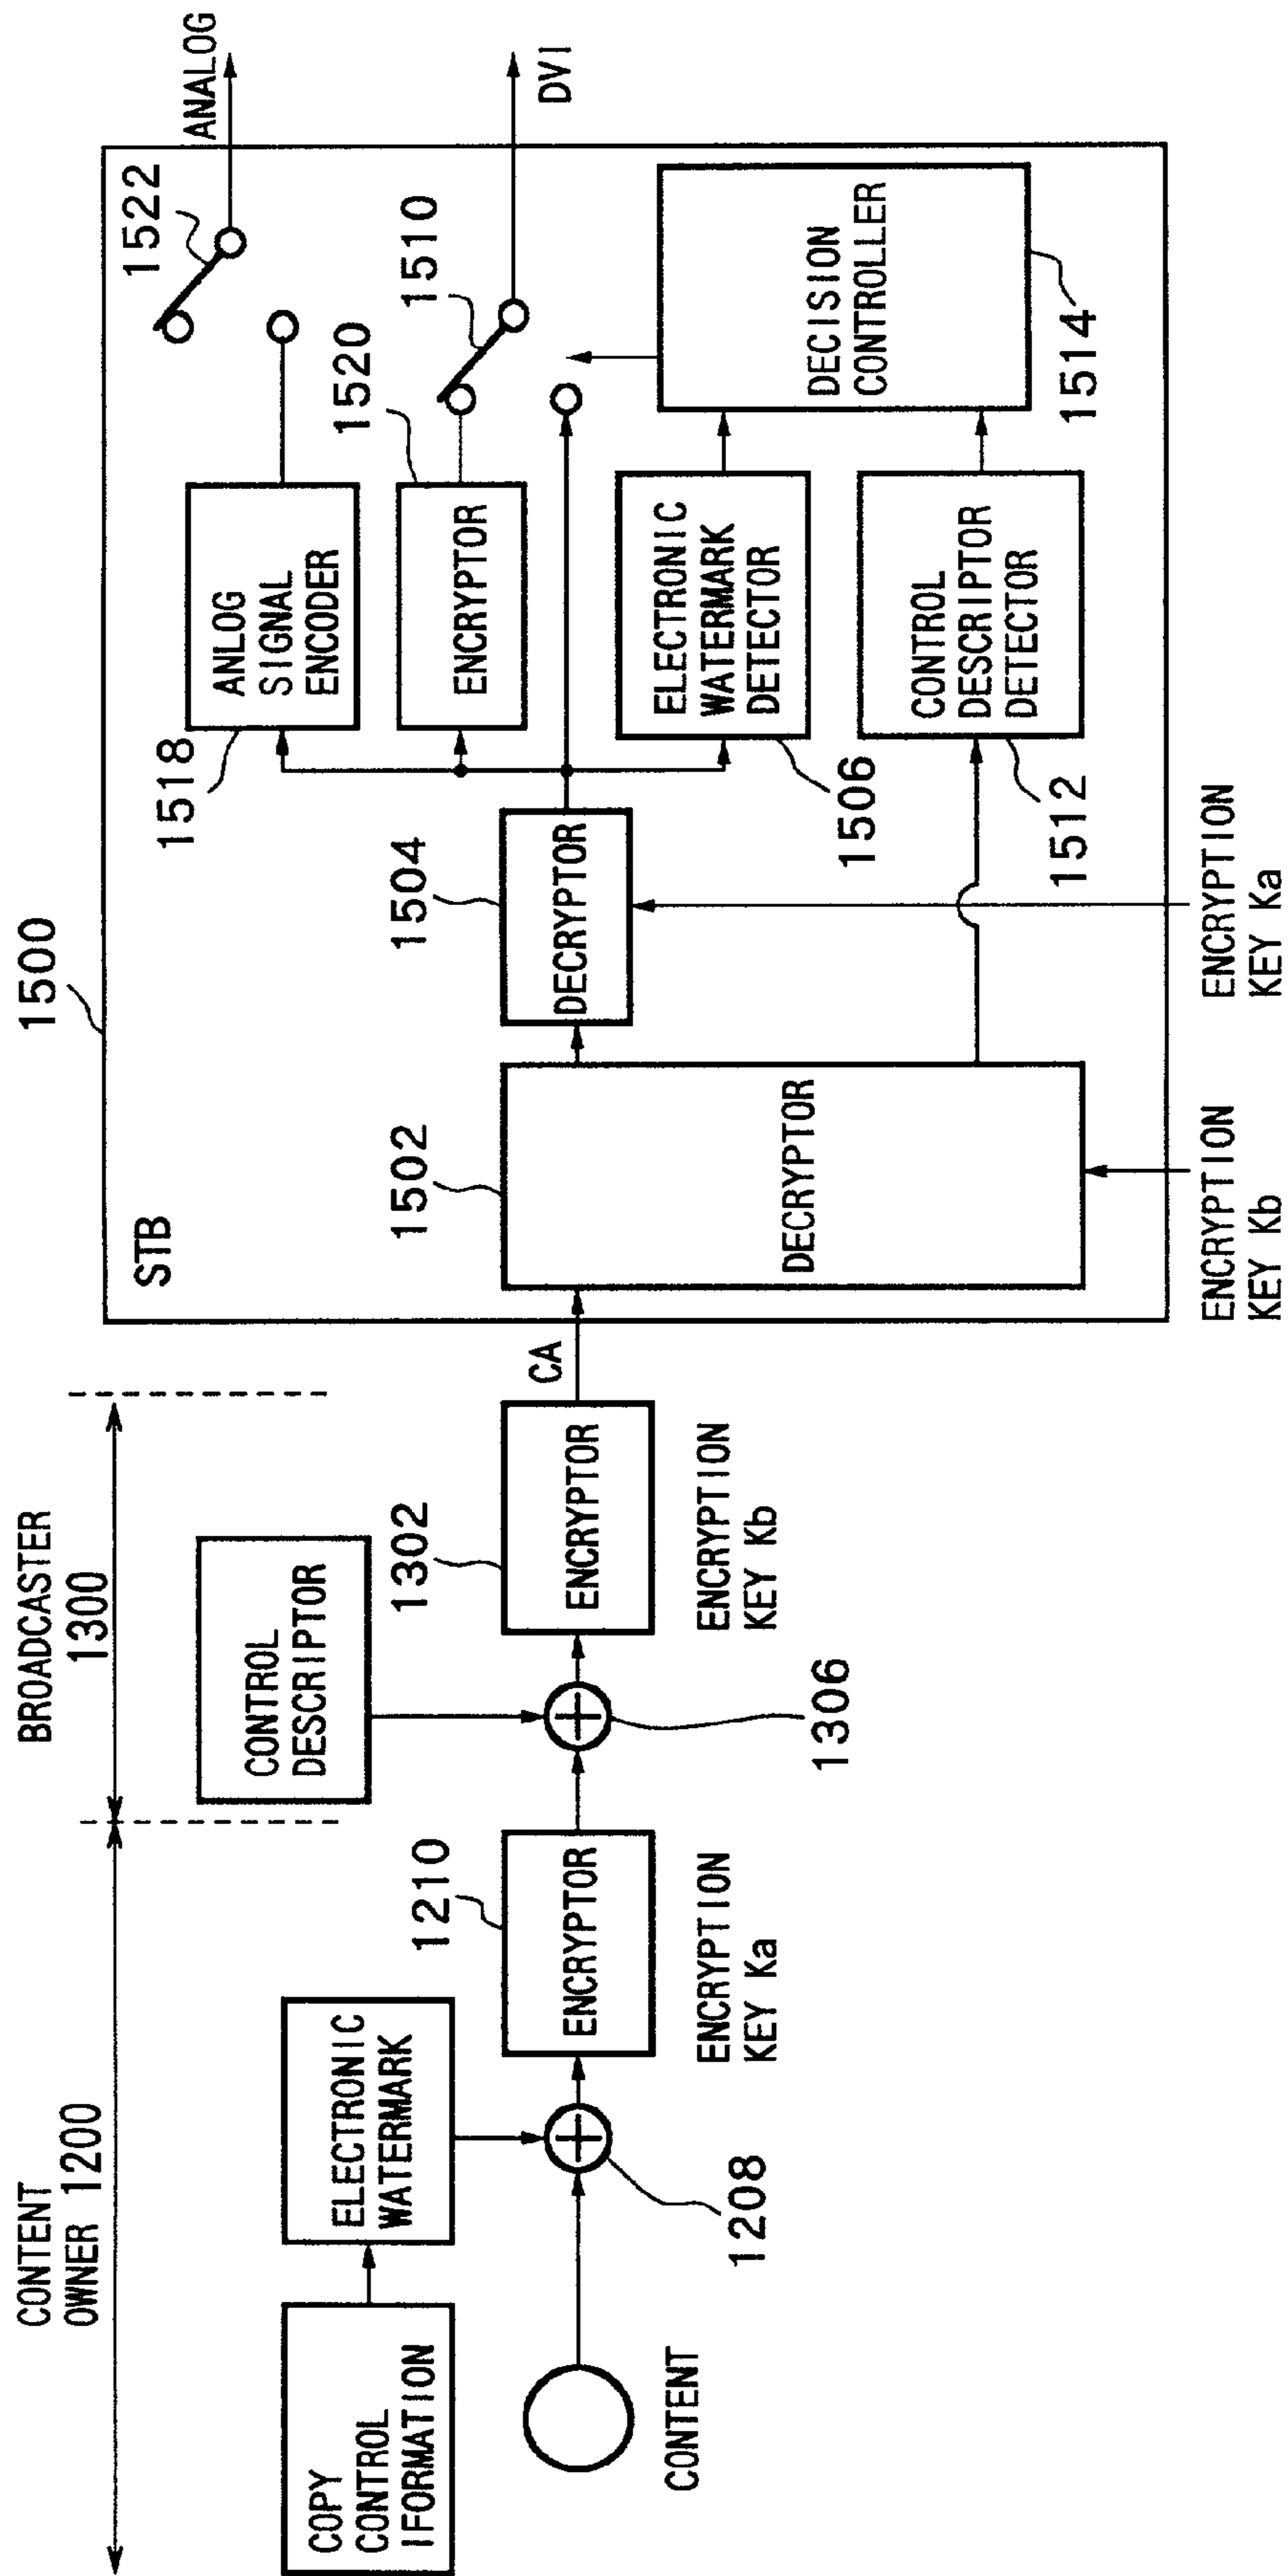 CONTENT
OWNER 1200
BROADCASTER
1300
COPY
CONTROL
IFORMATION
ELECTRONIC
WATERMARK
CONTENT
1208
1210
ENCRYPTOR
ENCRYPTION
KEY Ka
CONTROL
DESCRIPTOR
1306
1302
ENCRYPTOR
ENCRYPTION
KEY Kb
CA
1500
STB
1502
DECRYPTOR
ENCRYPTION
KEY Kb
1504
DECRYPTOR
ENCRYPTION
KEY Ka
1518
ANLOG
SIGNAL
ENCODER
1520
ENCRYPTOR
ELECTRONIC
WATERMARK
DETECTOR
1506
CONTROL
DESCRIPTOR
DETECTOR
1512
1522
ANALOG
1510
DVI
DECISION
CONTROLLER
1514